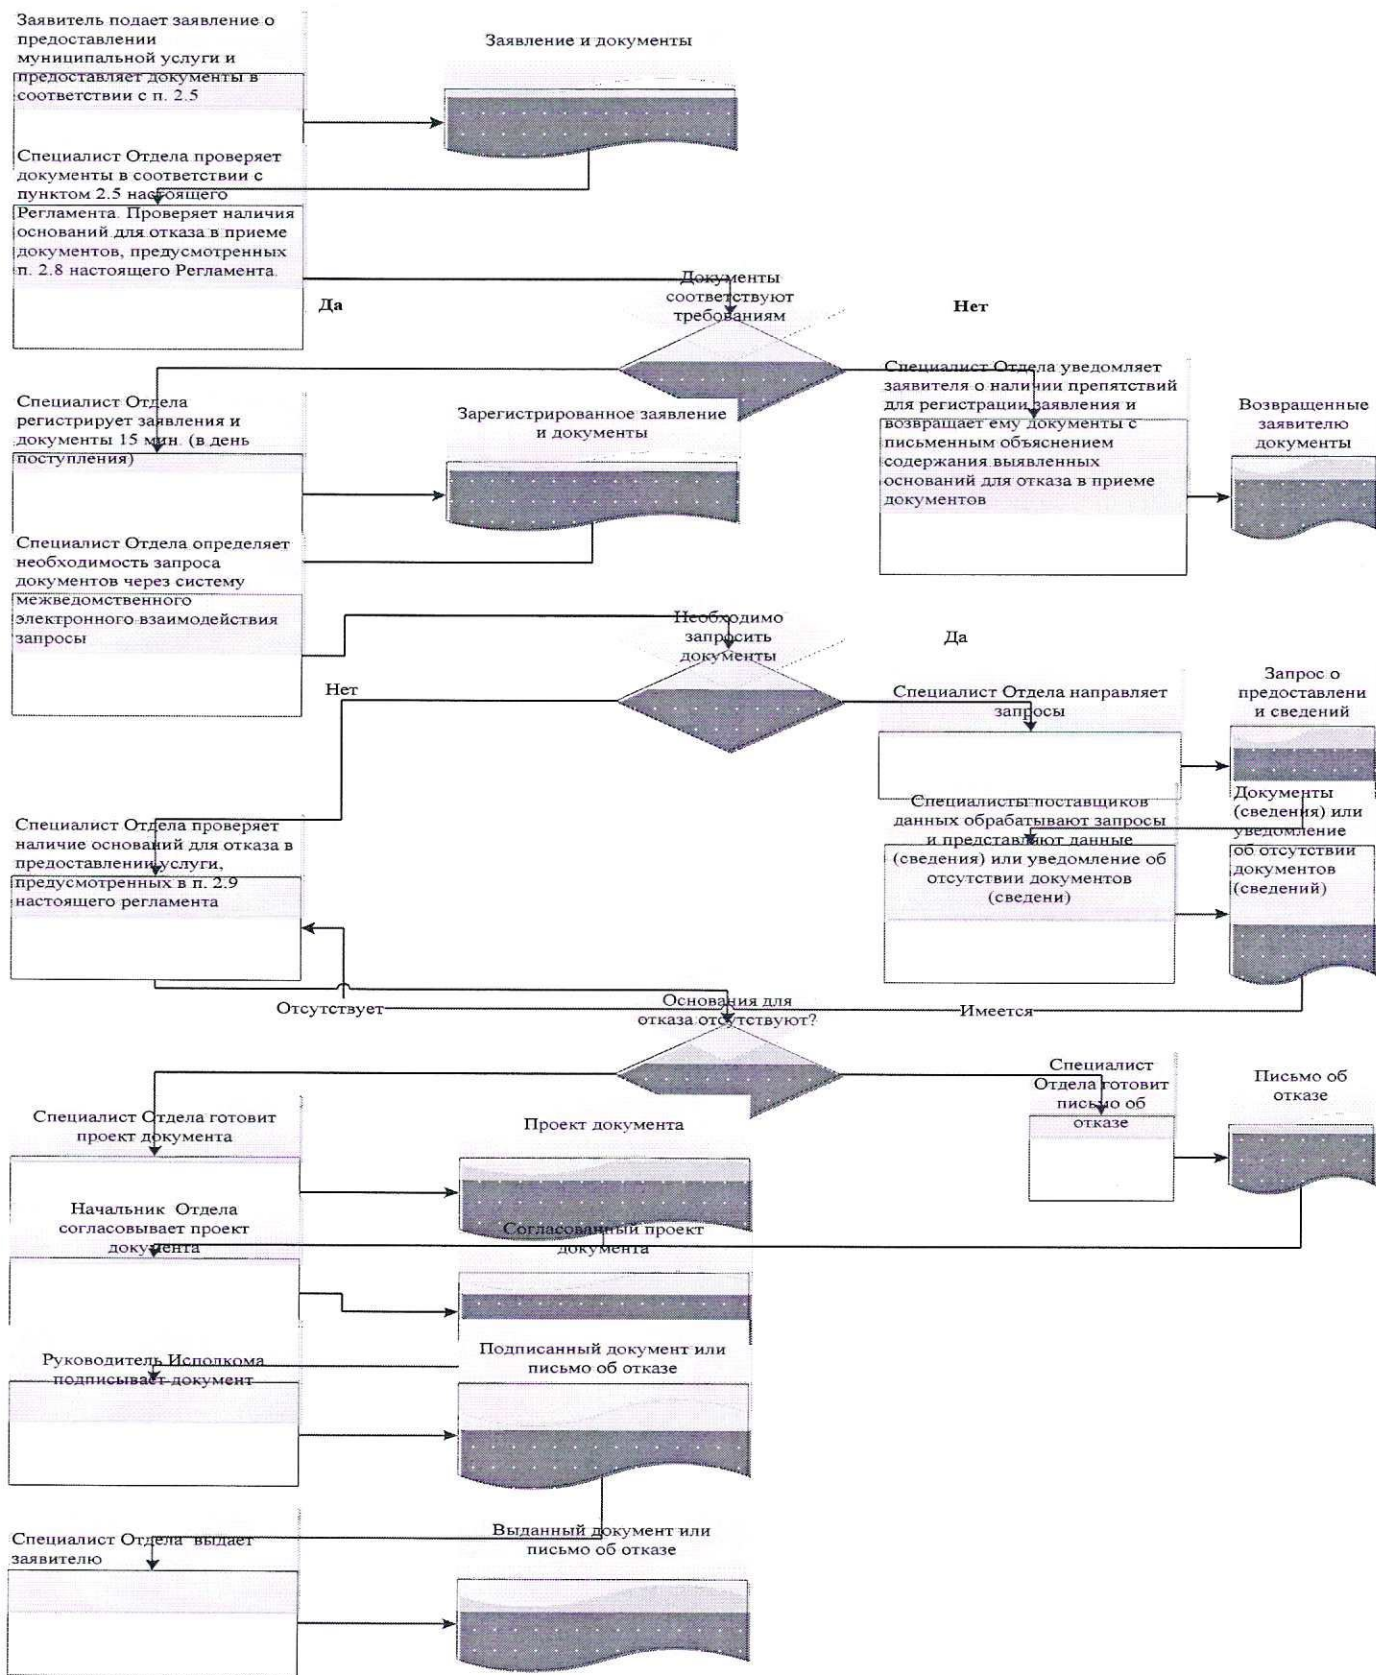 Заявитель подает заявление о
предоставлении
муниципальной услуги и
предоставляет документы в
соответствии с п. 2.5
Заявление и документы
Специалист Отдела проверяет
документы в соответствии с
пунктом 2.5 настоящего
Регламента. Проверяет наличия
оснований для отказа в приеме
документов, предусмотренных
п. 2.8 настоящего Регламента.
Документы
соответствуют
требованиям
Да
Нет
Специалист Отдела
регистрирует заявления и
документы 15 мин. (в день
поступления)
Зарегистрированное заявление
и документы
Специалист Отдела уведомляет
заявителя о наличии препятствий
для регистрации заявления и
возвращает ему документы с
письменным объяснением
содержания выявленных
оснований для отказа в приеме
документов
Возвращенные
заявителю
документы
Специалист Отдела определяет
необходимость запроса
документов через систему
межведомственного
электронного взаимодействия
запросы
Необходимо
запросить
документы
Да
Нет
Специалист Отдела направляет
запросы
Запрос о
предоставлени
и сведений
Специалисты поставщиков
данных обрабатывают запросы
и представляют данные
(сведения) или уведомление об
отсутствии документов
(сведени)
Документы
(сведения) или
уведомление
об отсутствии
документов
(сведений)
Специалист Отдела проверяет
наличие оснований для отказа в
предоставлении услуги,
предусмотренных в п. 2.9
настоящего регламента
Отсутствует
Основания для
отказа отсутствуют?
Имеется
Специалист Отдела готовит
проект документа
Проект документа
Специалист
Отдела готовит
письмо об
отказе
Письмо об
отказе
Начальник Отдела
согласовывает проект
документа
Согласованный проект
документа
Руководитель Исполкома
подписывает документ
Подписанный документ или
письмо об отказе
Специалист Отдела выдает
заявителю
Выданный документ или
письмо об отказе